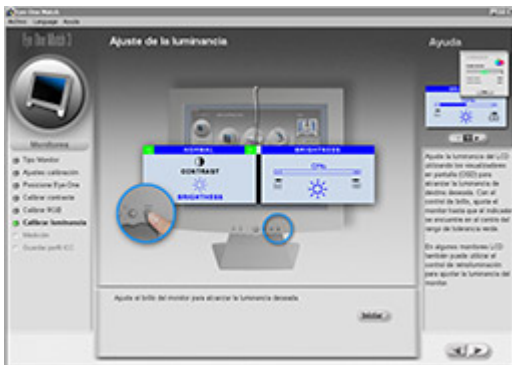 Eye One Match
Archivo Language Ayuda
Eye One Match 3
Ajuste de la luminancia
Ayuda
NORMAL
BRIGHTNESS
CONTRAST
BRIGHTNESS
Monitores
Tipo Monitor
Ajustes calibración
Posicione Eye One
Calibrar contraste
Calibrar RGB
Calibrar luminancia
Medición
Guardar perfil ICC
Ajuste el brillo del monitor para alcanzar la luminancia deseada.
Iniciar
Ajuste la luminancia del LCD
utilizando los visualizadores
en pantalla (OSD) para
alcanzar la luminancia de
destino deseada. Con el
control de brillo, ajuste el
monitor hasta que el indicador
se encuentre en el centro del
rango de tolerancia verde.
En algunos monitores LCD
también puede utilizar el
control de retroiluminación
para ajustar la luminancia del
monitor.